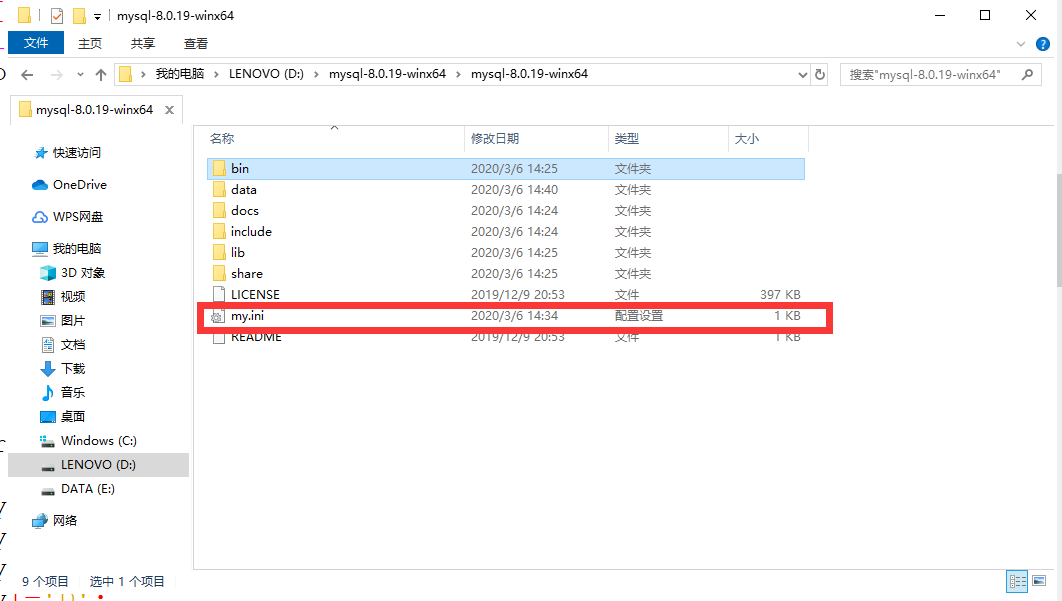 mysql-8.0.19-winx64
文件 主页 共享 查看
我的电脑 LENOVO (D:) mysql-8.0.19-winx64 mysql-8.0.19-winx64 搜索"mysql-8.0.19-winx64"
mysql-8.0.19-winx64
快速访问
OneDrive
WPS网盘
我的电脑
3D 对象
视频
图片
文档
下载
音乐
桌面
Windows (C:)
LENOVO (D:)
DATA (E:)
网络
名称 修改日期 类型 大小
bin 2020/3/6 14:25 文件夹
data 2020/3/6 14:40 文件夹
docs 2020/3/6 14:24 文件夹
include 2020/3/6 14:24 文件夹
lib 2020/3/6 14:25 文件夹
share 2020/3/6 14:25 文件夹
LICENSE 2019/12/9 20:53 文件 397 KB
my.ini 2020/3/6 14:34 配置设置 1 KB
README 2019/12/9 20:53 文件 1 KB
9 个项目 选中 1 个项目